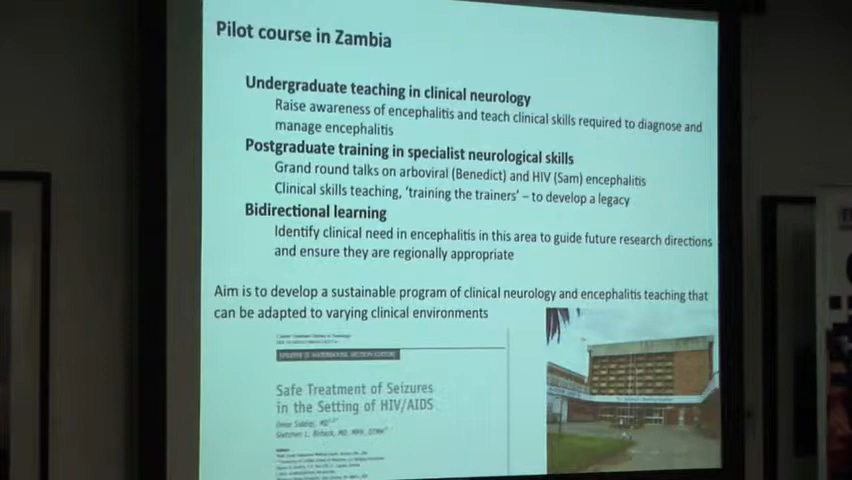 Pilot course in Zambia
Undergraduate teaching in clinical neurology
Raise awareness of encephalitis and teach clinical skills required to diagnose and
manage encephalitis
Postgraduate training in specialist neurological skills
Grand round talks on arboviral (Benedict) and HIV (Sam) encephalitis
Clinical skills teaching, 'training the trainers' – to develop a legacy
Bidirectional learning
Identify clinical need in encephalitis in this area to guide future research directions
and ensure they are regionally appropriate
Aim is to develop a sustainable program of clinical neurology and encephalitis teaching that
can be adapted to varying clinical environments
Safe Treatment of Seizures
in the Setting of HIV/AIDS